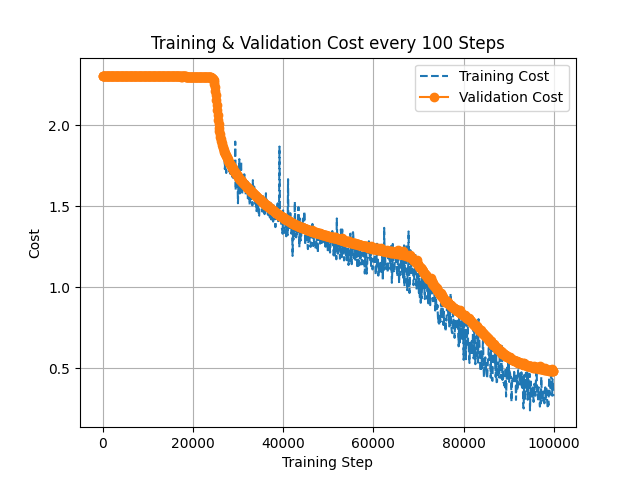 Training & Validation Cost every 100 Steps
Training Cost
Validation Cost
Cost
2.0
1.5
1.0
0.5
0 20000 40000 60000 80000 100000
Training Step